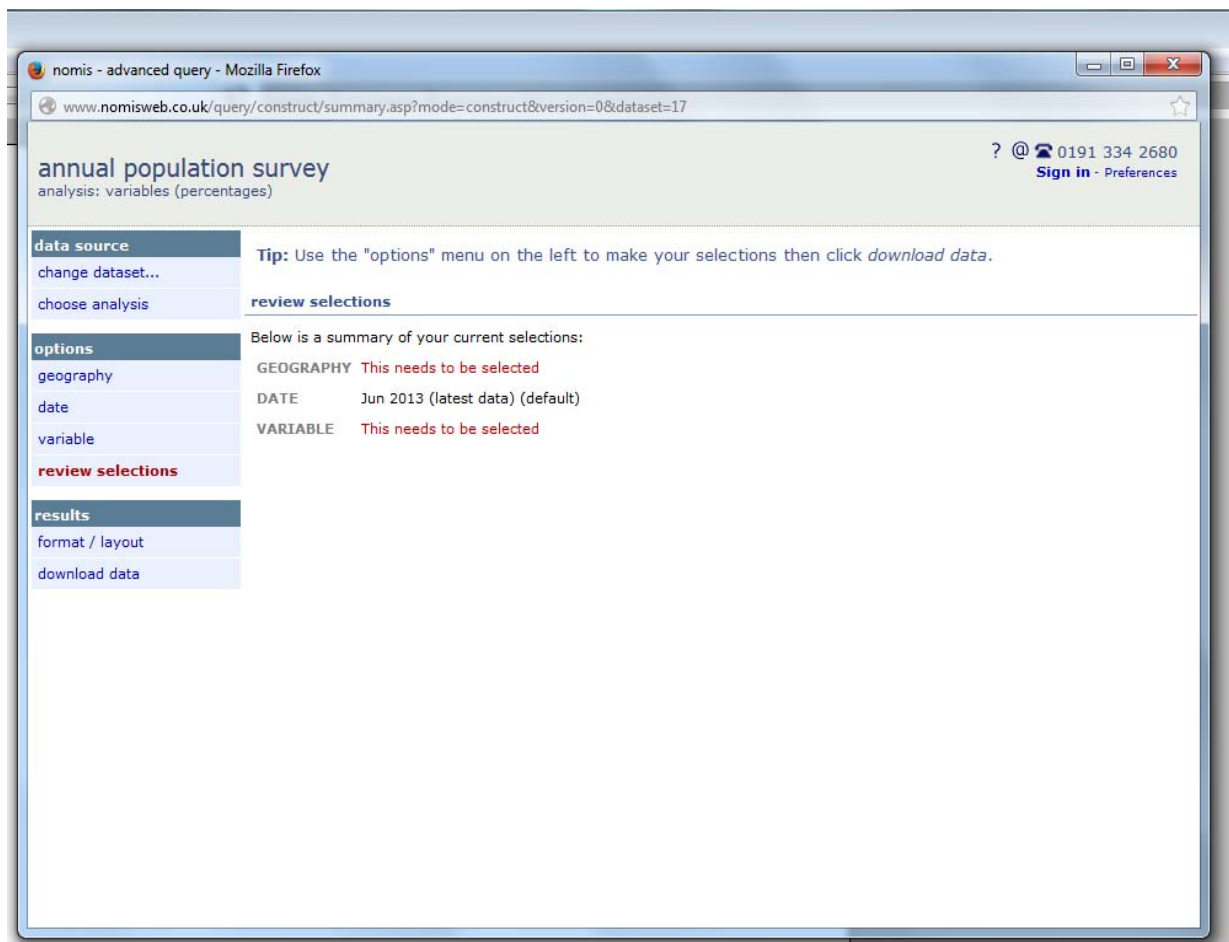 nomis - advanced query - Mozilla Firefox
www.nomisweb.co.uk/query/construct/summary.asp?mode=construct&version=0&dataset=17
annual population survey
analysis: variables (percentages)
? @ ☎ 0191 334 2680
Sign in - Preferences
data source
change dataset...
choose analysis
options
geography
date
variable
review selections
results
format / layout
download data
Tip: Use the "options" menu on the left to make your selections then click download data.
review selections
Below is a summary of your current selections:
GEOGRAPHY This needs to be selected
DATE Jun 2013 (latest data) (default)
VARIABLE This needs to be selected